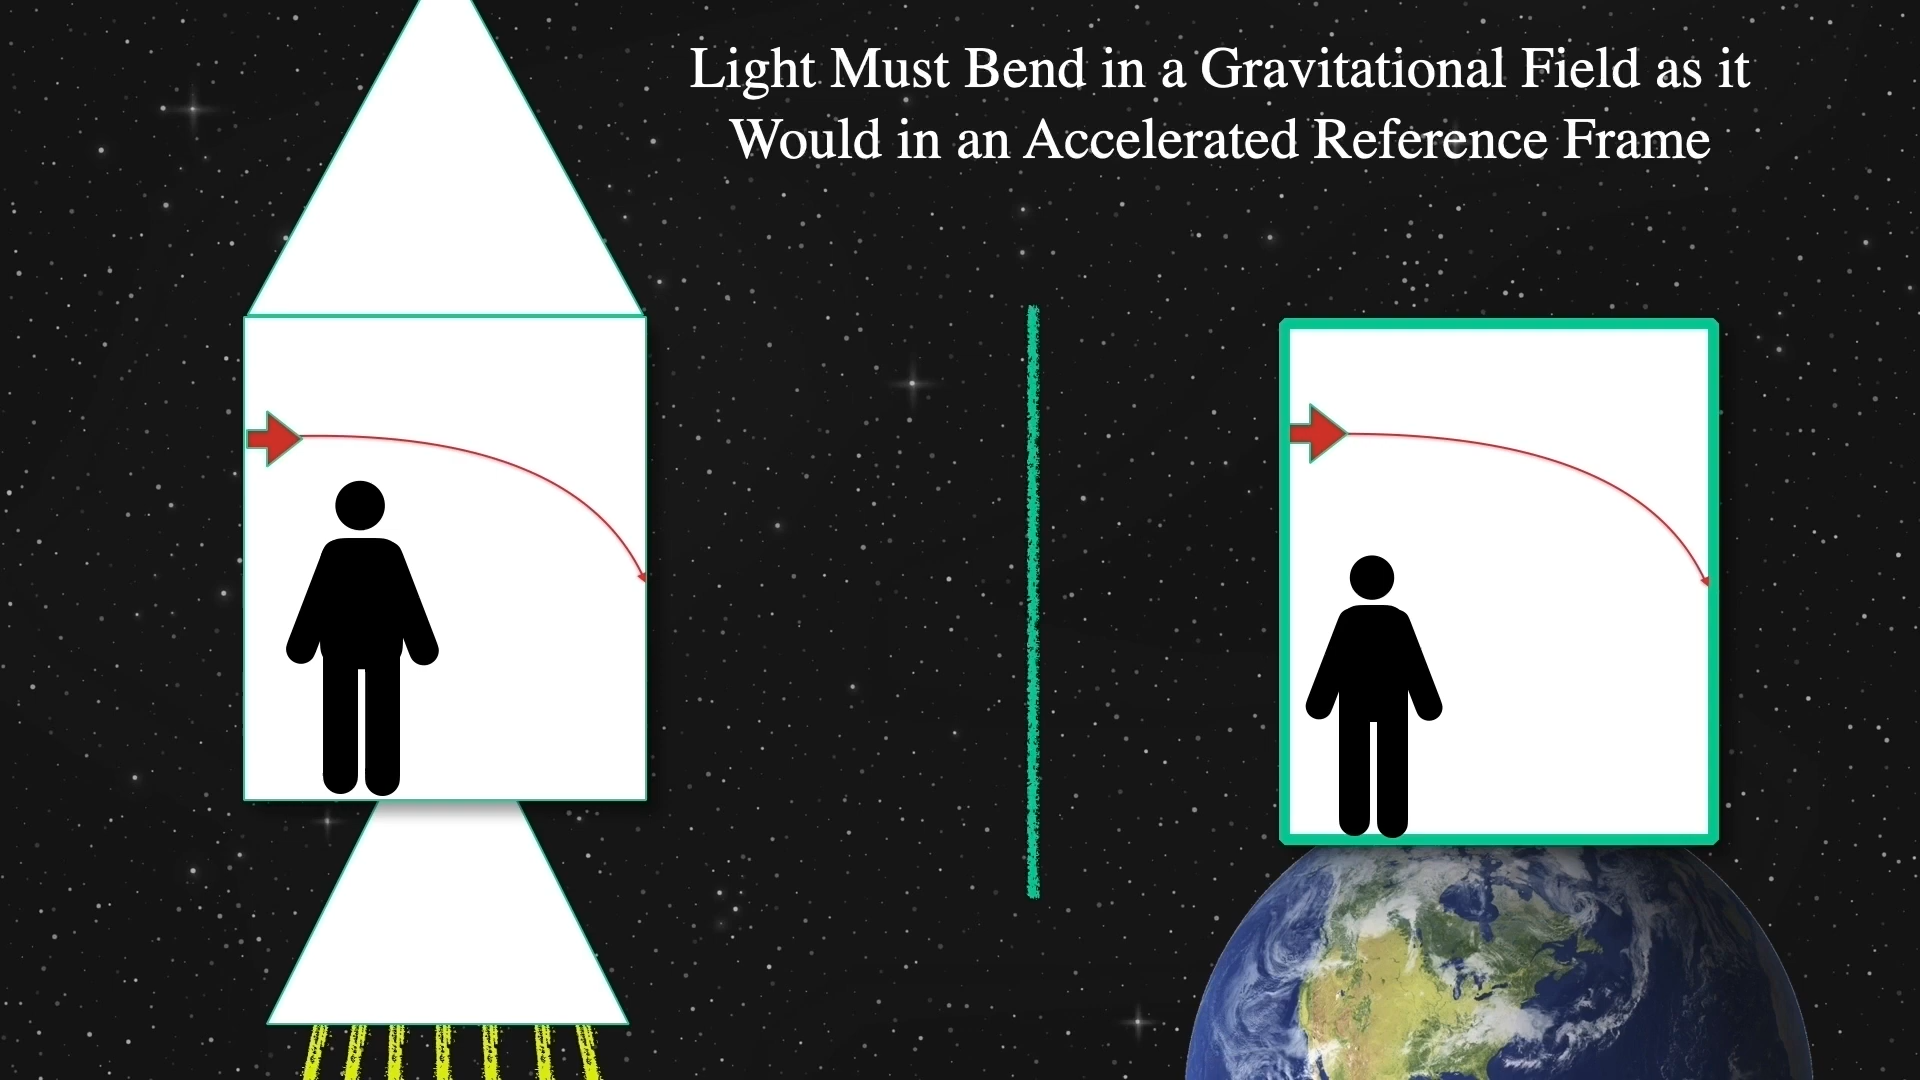 Light Must Bend in a Gravitational Field as it
Would in an Accelerated Reference Frame